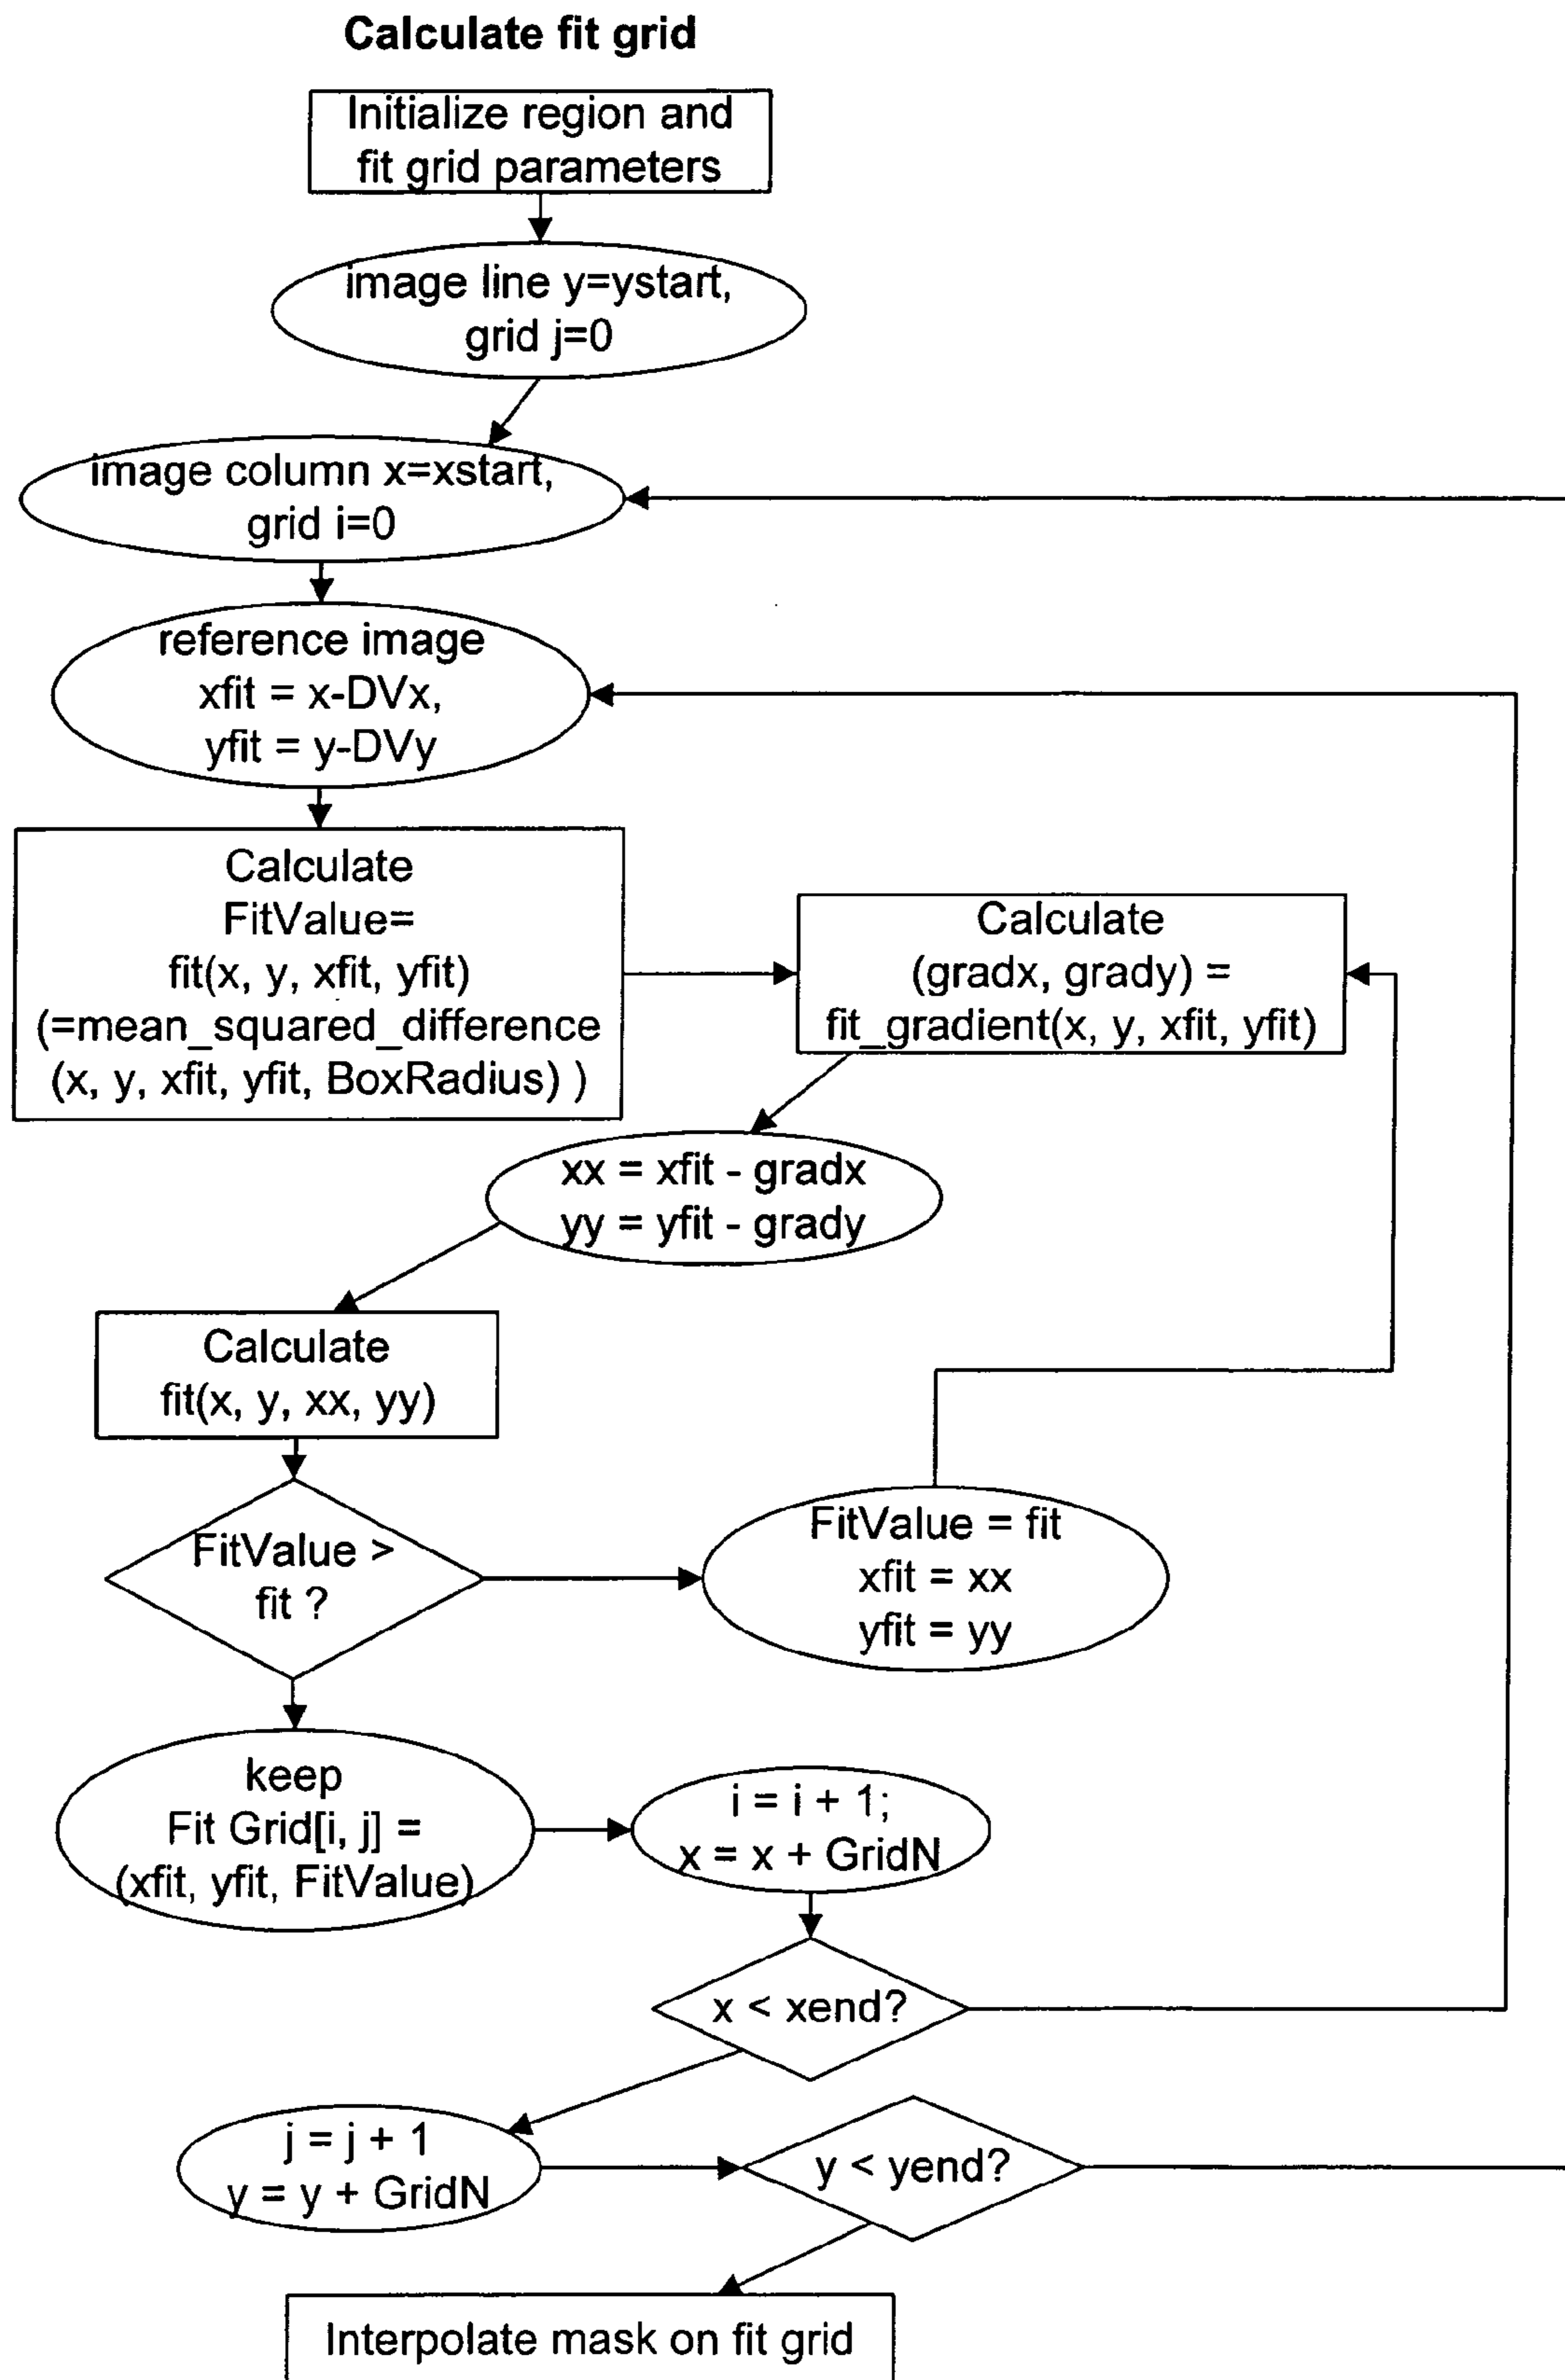 Calculate fit grid
Initialize region and
fit grid parameters
image line y=ystart,
grid j=0
image column x=xstart,
grid i=0
reference image
xfit = x-DVx,
yfit = y-DVy
Calculate
FitValue=
fit(x, y, xfit, yfit)
(=mean_squared_difference
(x, y, xfit, yfit, BoxRadius) )
Calculate
(gradx, grady) =
fit_gradient(x, y, xfit, yfit)
xx = xfit - gradx
yy = yfit - grady
Calculate
fit(x, y, xx, yy)
FitValue >
fit ?
FitValue = fit
xfit = xx
yfit = yy
keep
Fit Grid[i, j] =
(xfit, yfit, FitValue)
i = i + 1;
x = x + GridN
x < xend?
j = j + 1
y = y + GridN
y < yend?
Interpolate mask on fit grid